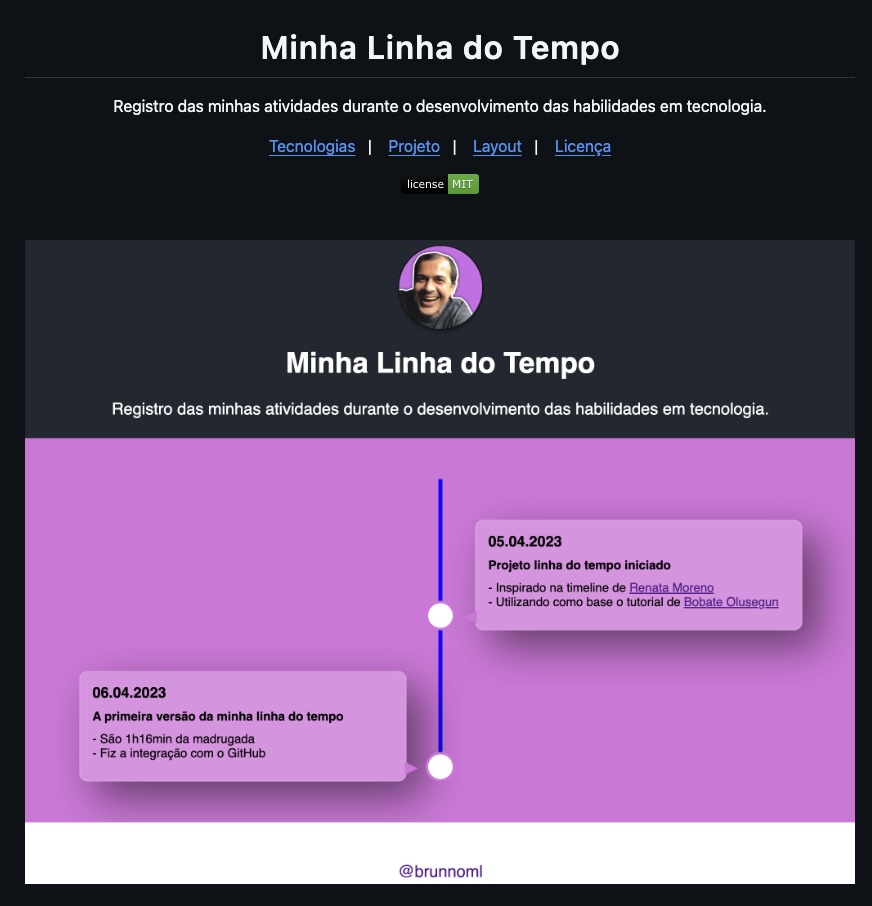 Minha Linha do Tempo
Registro das minhas atividades durante o desenvolvimento das habilidades em tecnologia.
Tecnologias | Projeto | Layout | Licença
license MIT
Minha Linha do Tempo
Registro das minhas atividades durante o desenvolvimento das habilidades em tecnologia.
05.04.2023
Projeto linha do tempo iniciado
- Inspirado na timeline de Renata Moreno
- Utilizando como base o tutorial de Bobate Olusegun
06.04.2023
A primeira versão da minha linha do tempo
- São 1h16min da madrugada
- Fiz a integração com o GitHub
@brunnoml